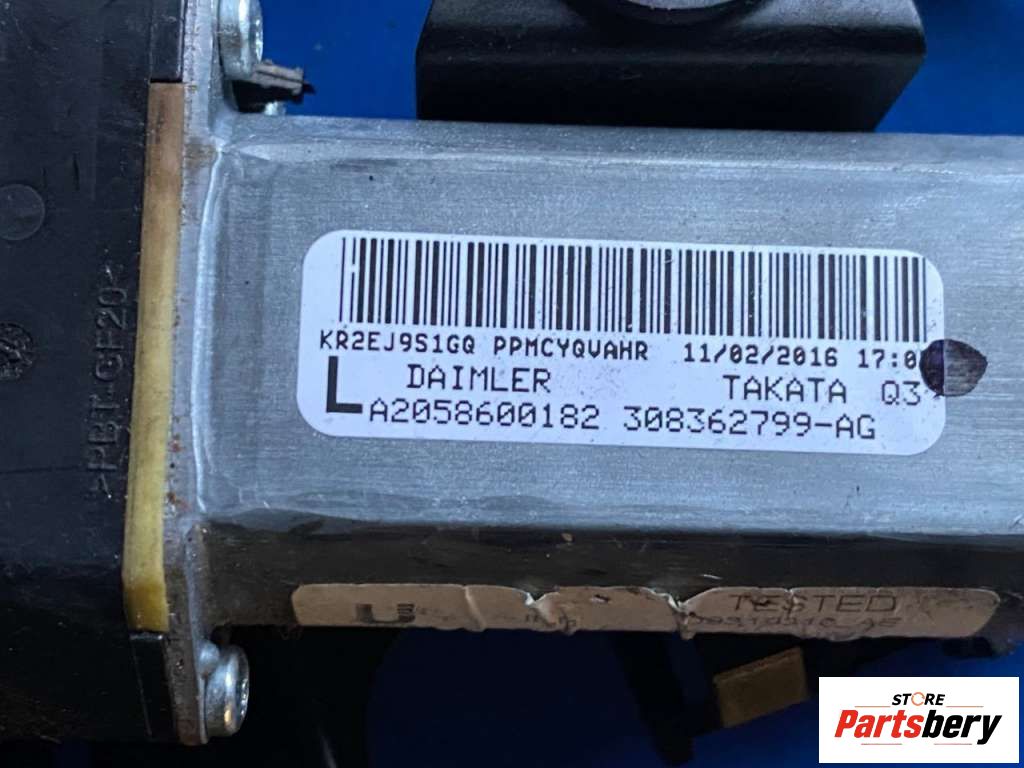 KR2EJ9S1GQ PPMCYQVAHR 11/02/2016 17:0
L DAIMLER TAKATA Q3
A2058600182 308362799-AG
>PBT-GF20<
TESTED
STORE
Partsbery